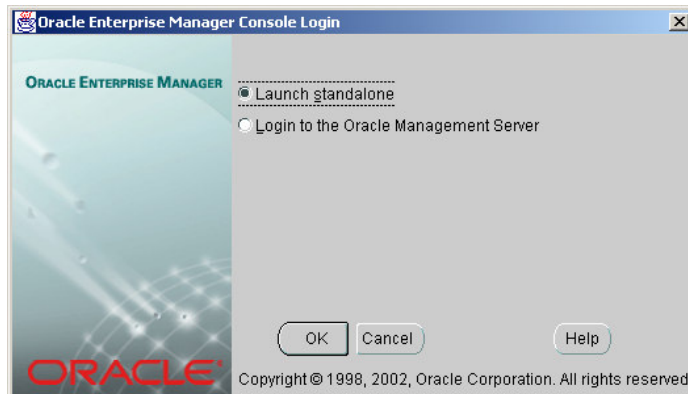 Oracle Enterprise Manager Console Login
ORACLE ENTERPRISE MANAGER
Launch standalone
Login to the Oracle Management Server
OK Cancel Help
ORACLE
Copyright © 1998, 2002, Oracle Corporation. All rights reserved